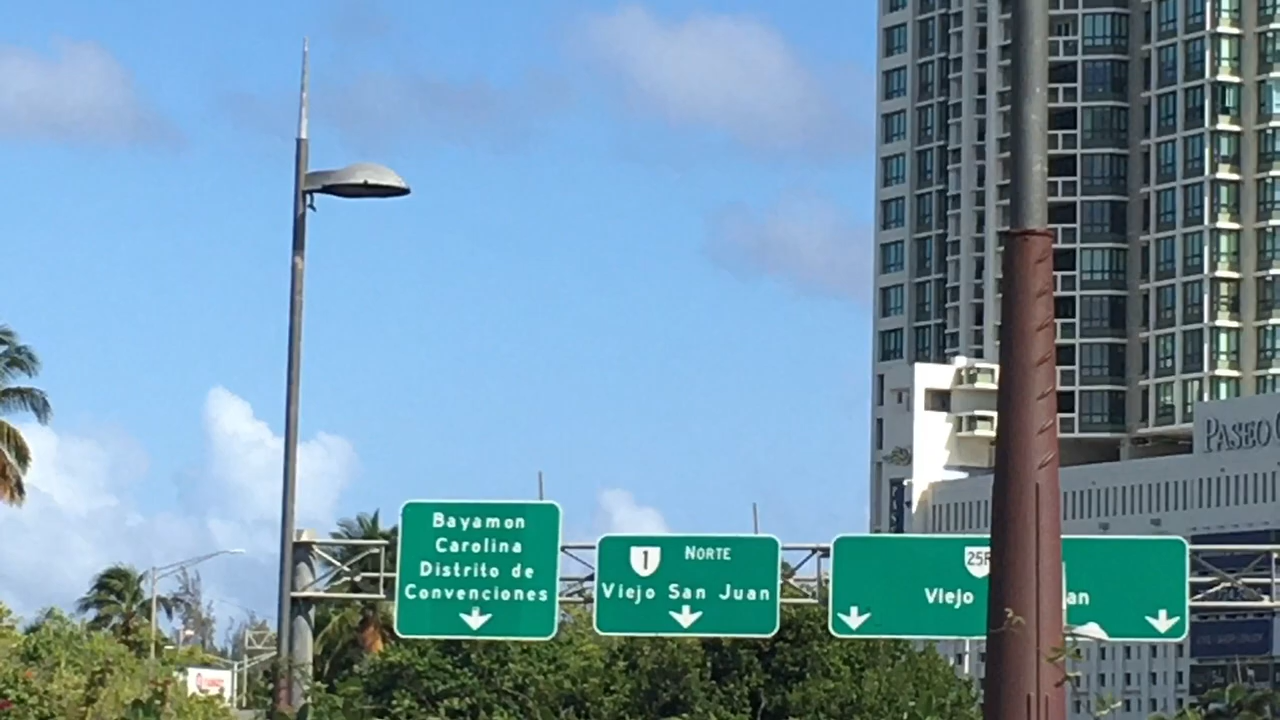 Bayamon
Carolina
Distrito de
Convenciones
1 NORTE
Viejo San Juan
25R
Viejo
PASEO